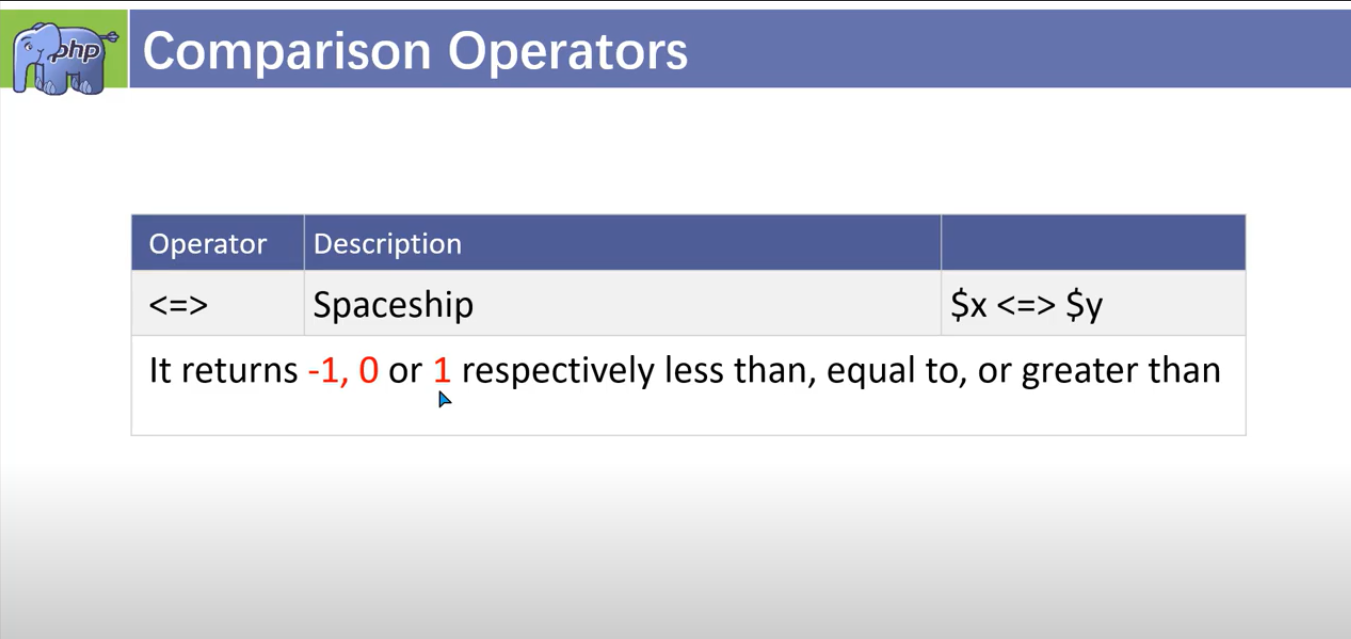 php
Comparison Operators
Operator Description
<=> Spaceship $x <=> $y
It returns -1, 0 or 1 respectively less than, equal to, or greater than